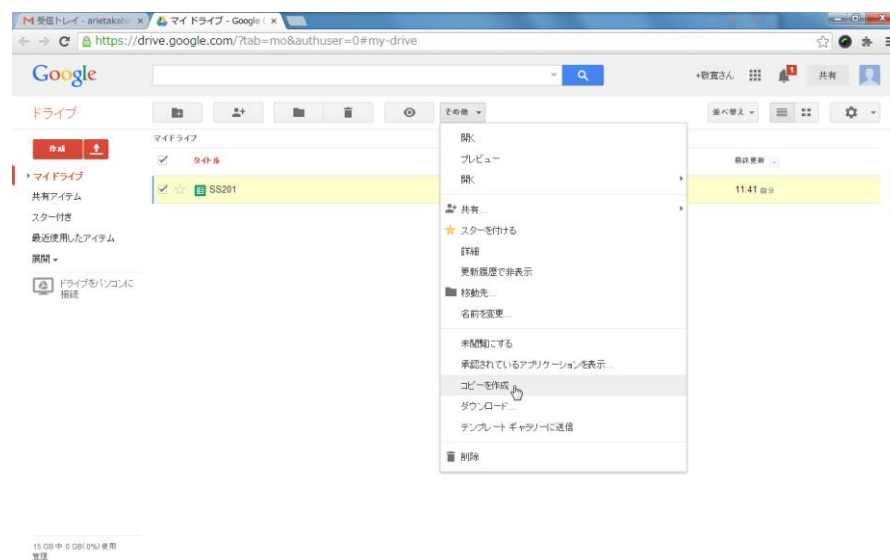 受信トレイ - arietakahi
マイ ドライブ - Google
https://drive.google.com/?tab=mo&authuser=0#my-drive
Google
+敬寛さん
1
共有
ドライブ
その他
並べ替え
作成
マイドライブ
共有アイテム
スター付き
最近使用したアイテム
展開
ドライブをパソコンに
接続
マイドライブ
タイトル
最終更新
SS201
11:41 自分
開く
プレビュー
開く
共有...
スターを付ける
詳細
更新履歴で非表示
移動先...
名前を変更...
未閲覧にする
承認されているアプリケーションを表示...
コピーを作成
ダウンロード...
テンプレート ギャラリーに送信
削除
15 GB 中 0 GB(0%)使用
管理